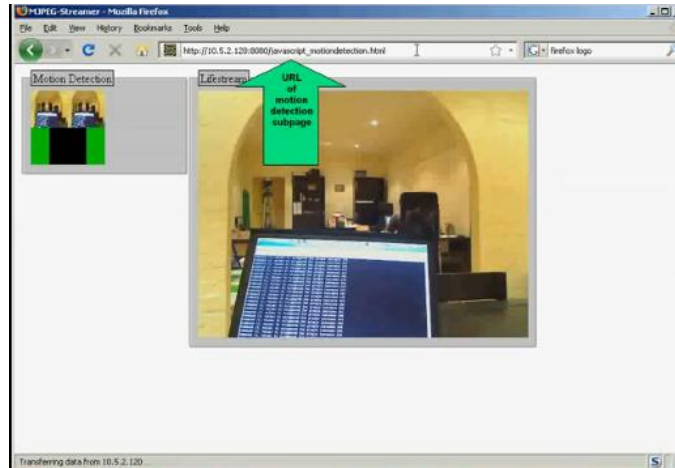 MJPEG-Streamer - Mozilla Firefox
File Edit View History Bookmarks Tools Help
http://10.5.2.120:8080/javascript_motiondetection.html
firefox logo
Motion Detection
Lifestream
URL
of
motion
detection
subpage
Transferring data from 10.5.2.120...